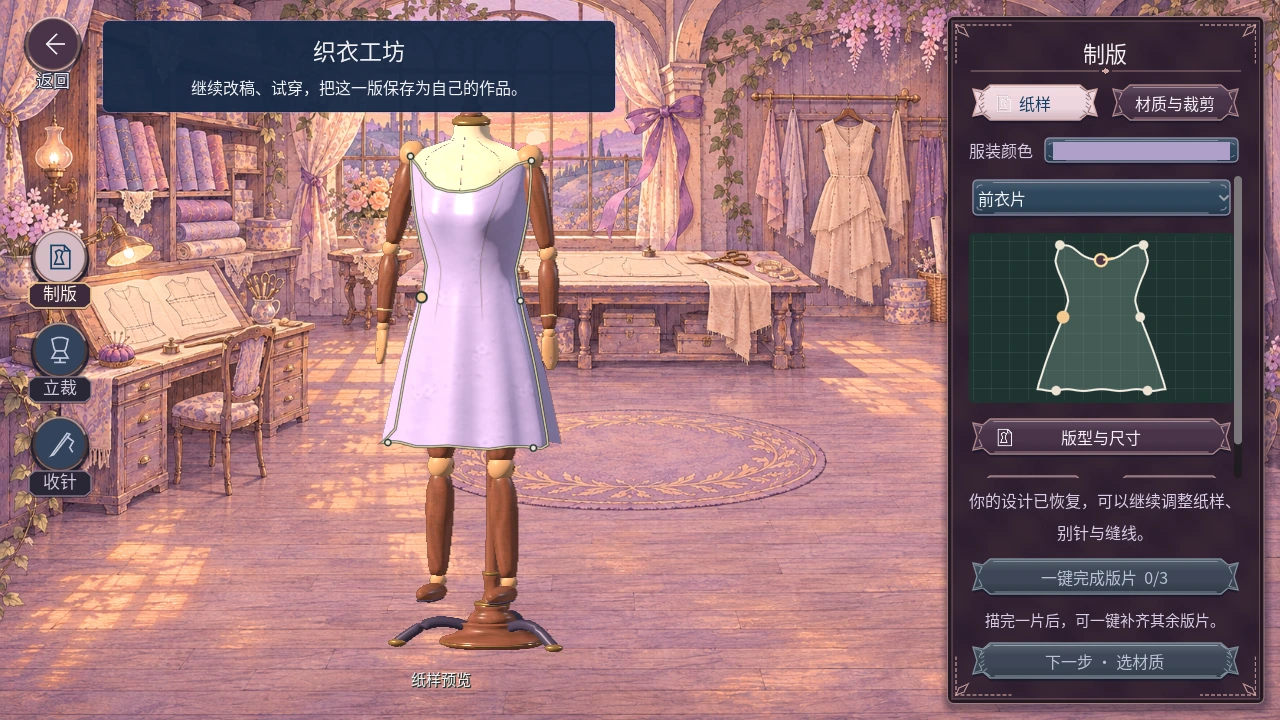 返回
织衣工坊
继续改稿、试穿，把这一版保存为自己的作品。
制版
立裁
收针
纸样预览
制版
纸样
材质与裁剪
服装颜色
前衣片
版型与尺寸
你的设计已恢复，可以继续调整纸样、
别针与缝线。
一键完成版片 0/3
描完一片后，可一键补齐其余版片。
下一步 · 选材质